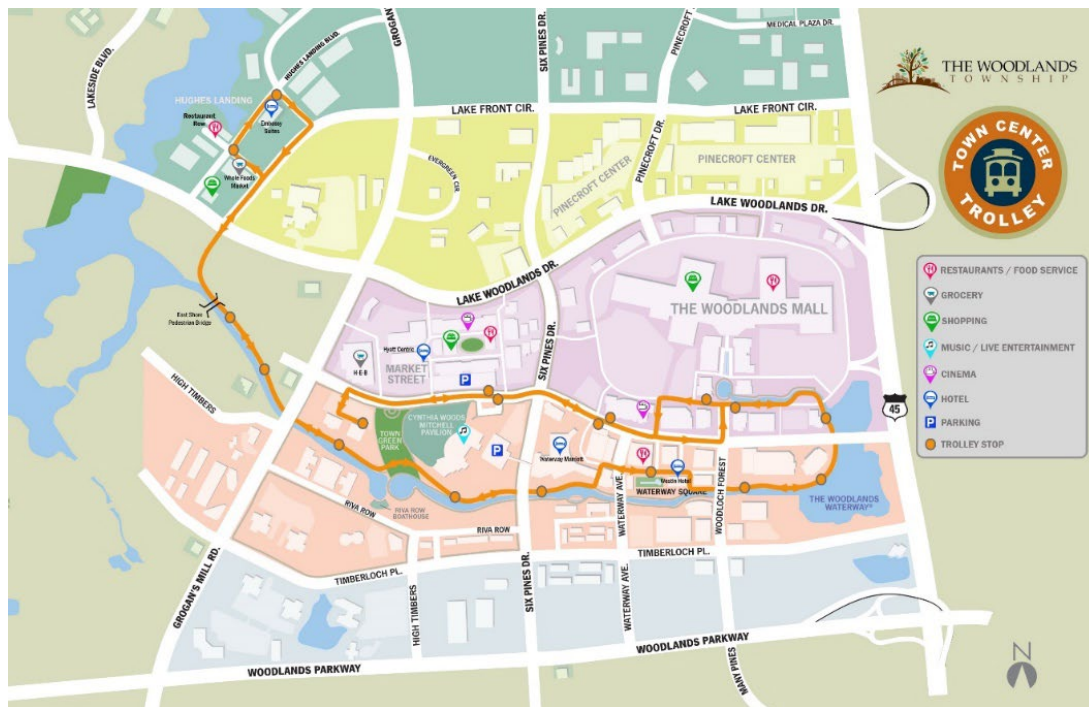 LAKESIDE BLVD.
HUGHES LANDING BLVD.
GROGAN
SIX PINES DR.
PINECROFT
MEDICAL PLAZA DR.
THE WOODLANDS
TOWNSHIP
HUGHES LANDING
Restaurant
Row
Embassy
Suites
Whole Foods
Market
LAKE FRONT CIR.
LAKE FRONT CIR.
EVERGREEN CIR.
PINECROFT CENTER
PINECROFT DR.
PINECROFT CENTER
TOWN CENTER
TROLLEY
LAKE WOODLANDS DR.
LAKE WOODLANDS DR.
RESTAURANTS / FOOD SERVICE
GROCERY
SHOPPING
MUSIC / LIVE ENTERTAINMENT
CINEMA
HOTEL
P PARKING
TROLLEY STOP
East Shore
Pedestrian Bridge
THE WOODLANDS MALL
SIX PINES DR.
Hyatt Centric
H-E-B
MARKET
STREET
P
HIGH TIMBERS
TOWN
GREEN
PARK
CYNTHIA WOODS
MITCHELL
PAVILION
P
45
Waterway Marriott
Westin Hotel
WATERWAY SQUARE
WATERWAY AVE
WOODLOCH FOREST
THE WOODLANDS
WATERWAY
RIVA ROW
BOATHOUSE
RIVA ROW
RIVA ROW
TIMBERLOCH PL.
TIMBERLOCH PL.
GROGAN'S MILL RD.
HIGH TIMBERS
SIX PINES DR.
WATERWAY AVE.
WOODLANDS PARKWAY
WOODLANDS PARKWAY
MANY PINES
N